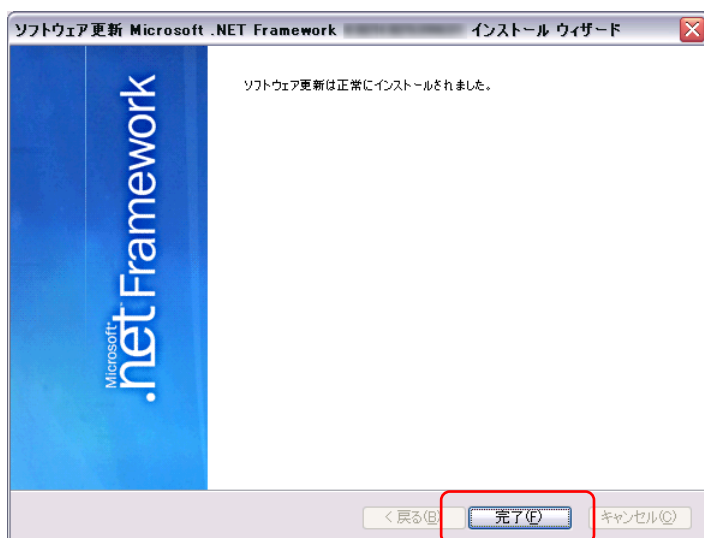 ソフトウェア更新 Microsoft .NET Framework インストール ウィザード
ソフトウェア更新は正常にインストールされました。
Microsoft
.net Framework
< 戻る(B)
完了(F)
キャンセル(C)